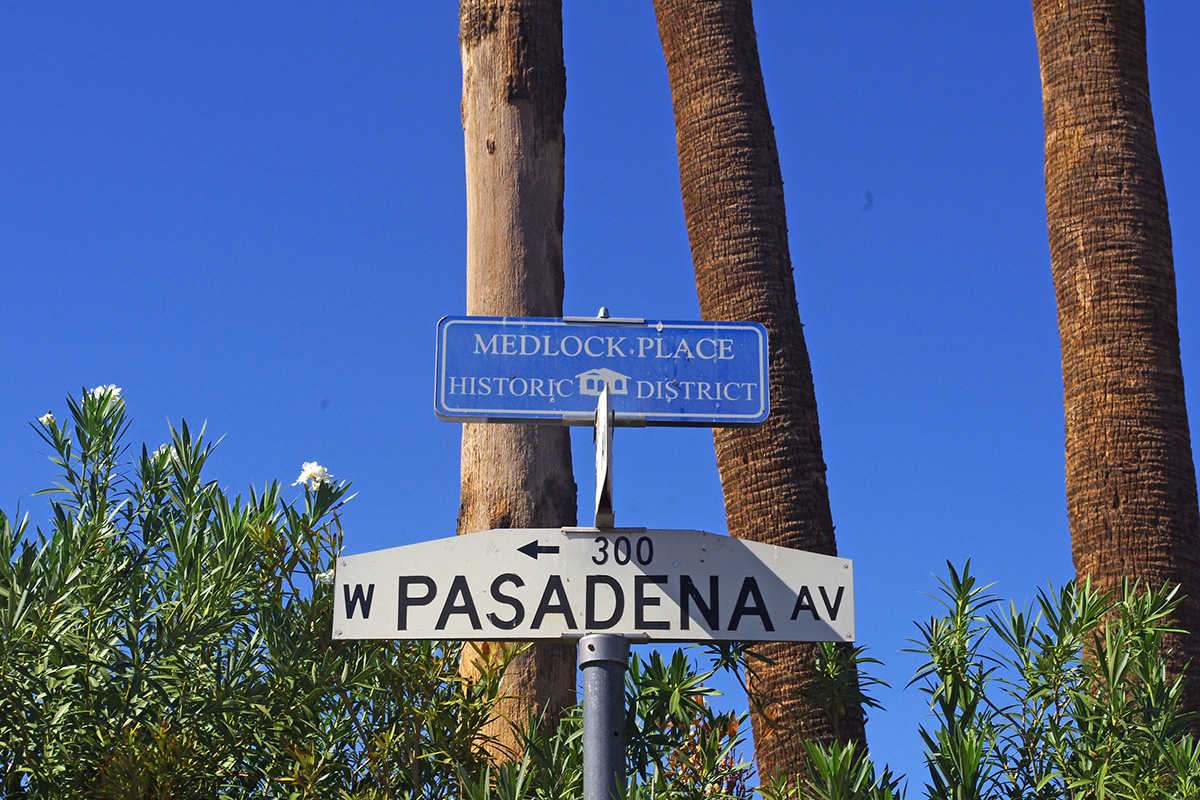 MEDLOCK PLACE
HISTORIC DISTRICT
← 300
W PASADENA AV